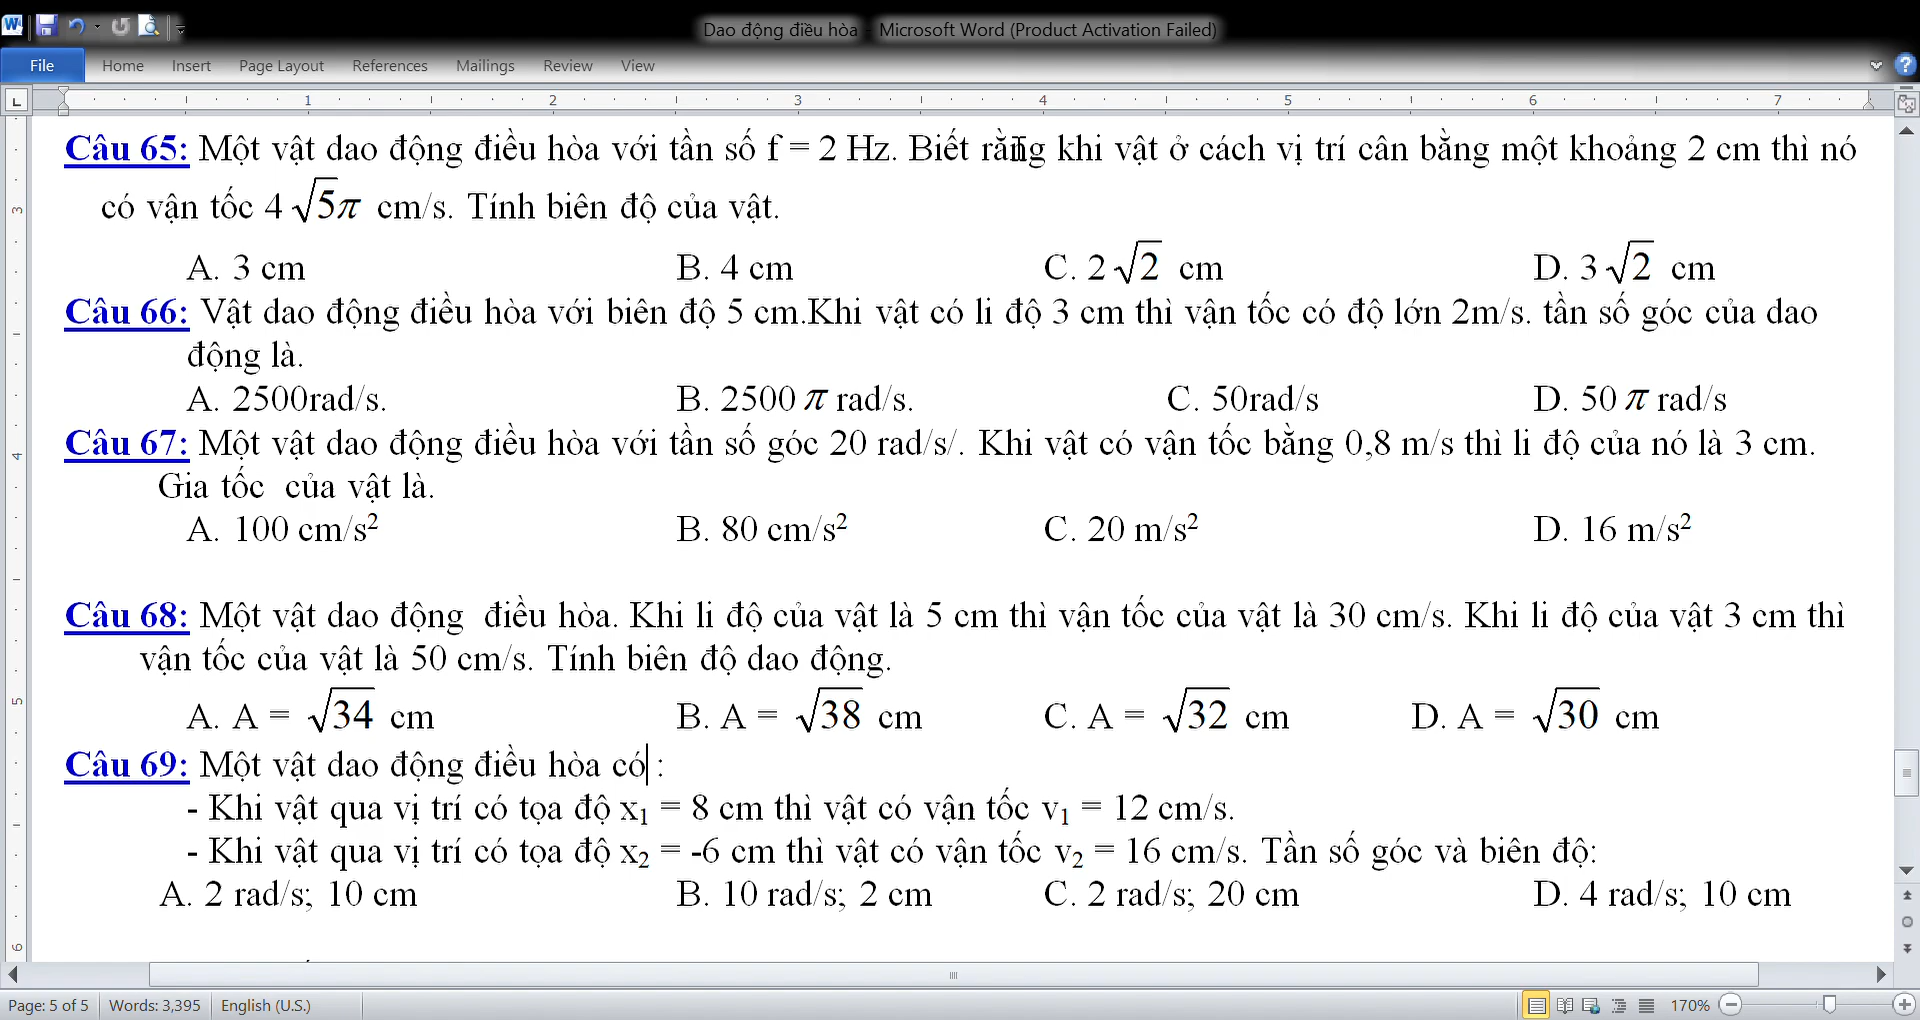 Dao động điều hòa - Microsoft Word (Product Activation Failed)
File Home Insert Page Layout References Mailings Review View
1 2 3 4 5 6 7
Câu 65: Một vật dao động điều hòa với tần số f = 2 Hz. Biết rằng khi vật ở cách vị trí cân bằng một khoảng 2 cm thì nó
có vận tốc 4√5π cm/s. Tính biên độ của vật.
A. 3 cm B. 4 cm C. 2√2 cm D. 3√2 cm
Câu 66: Vật dao động điều hòa với biên độ 5 cm.Khi vật có li độ 3 cm thì vận tốc có độ lớn 2m/s. tần số góc của dao
động là.
A. 2500rad/s. B. 2500π rad/s. C. 50rad/s D. 50π rad/s
Câu 67: Một vật dao động điều hòa với tần số góc 20 rad/s/. Khi vật có vận tốc bằng 0,8 m/s thì li độ của nó là 3 cm.
Gia tốc của vật là.
A. 100 cm/s² B. 80 cm/s² C. 20 m/s² D. 16 m/s²
Câu 68: Một vật dao động điều hòa. Khi li độ của vật là 5 cm thì vận tốc của vật là 30 cm/s. Khi li độ của vật 3 cm thì
vận tốc của vật là 50 cm/s. Tính biên độ dao động.
A. A = √34 cm B. A = √38 cm C. A = √32 cm D. A = √30 cm
Câu 69: Một vật dao động điều hòa có :
- Khi vật qua vị trí có tọa độ x₁ = 8 cm thì vật có vận tốc v₁ = 12 cm/s.
- Khi vật qua vị trí có tọa độ x₂ = -6 cm thì vật có vận tốc v₂ = 16 cm/s. Tần số góc và biên độ:
A. 2 rad/s; 10 cm B. 10 rad/s; 2 cm C. 2 rad/s; 20 cm D. 4 rad/s; 10 cm
3
4
5
6
Page: 5 of 5 Words: 3,395 English (U.S.) 170%